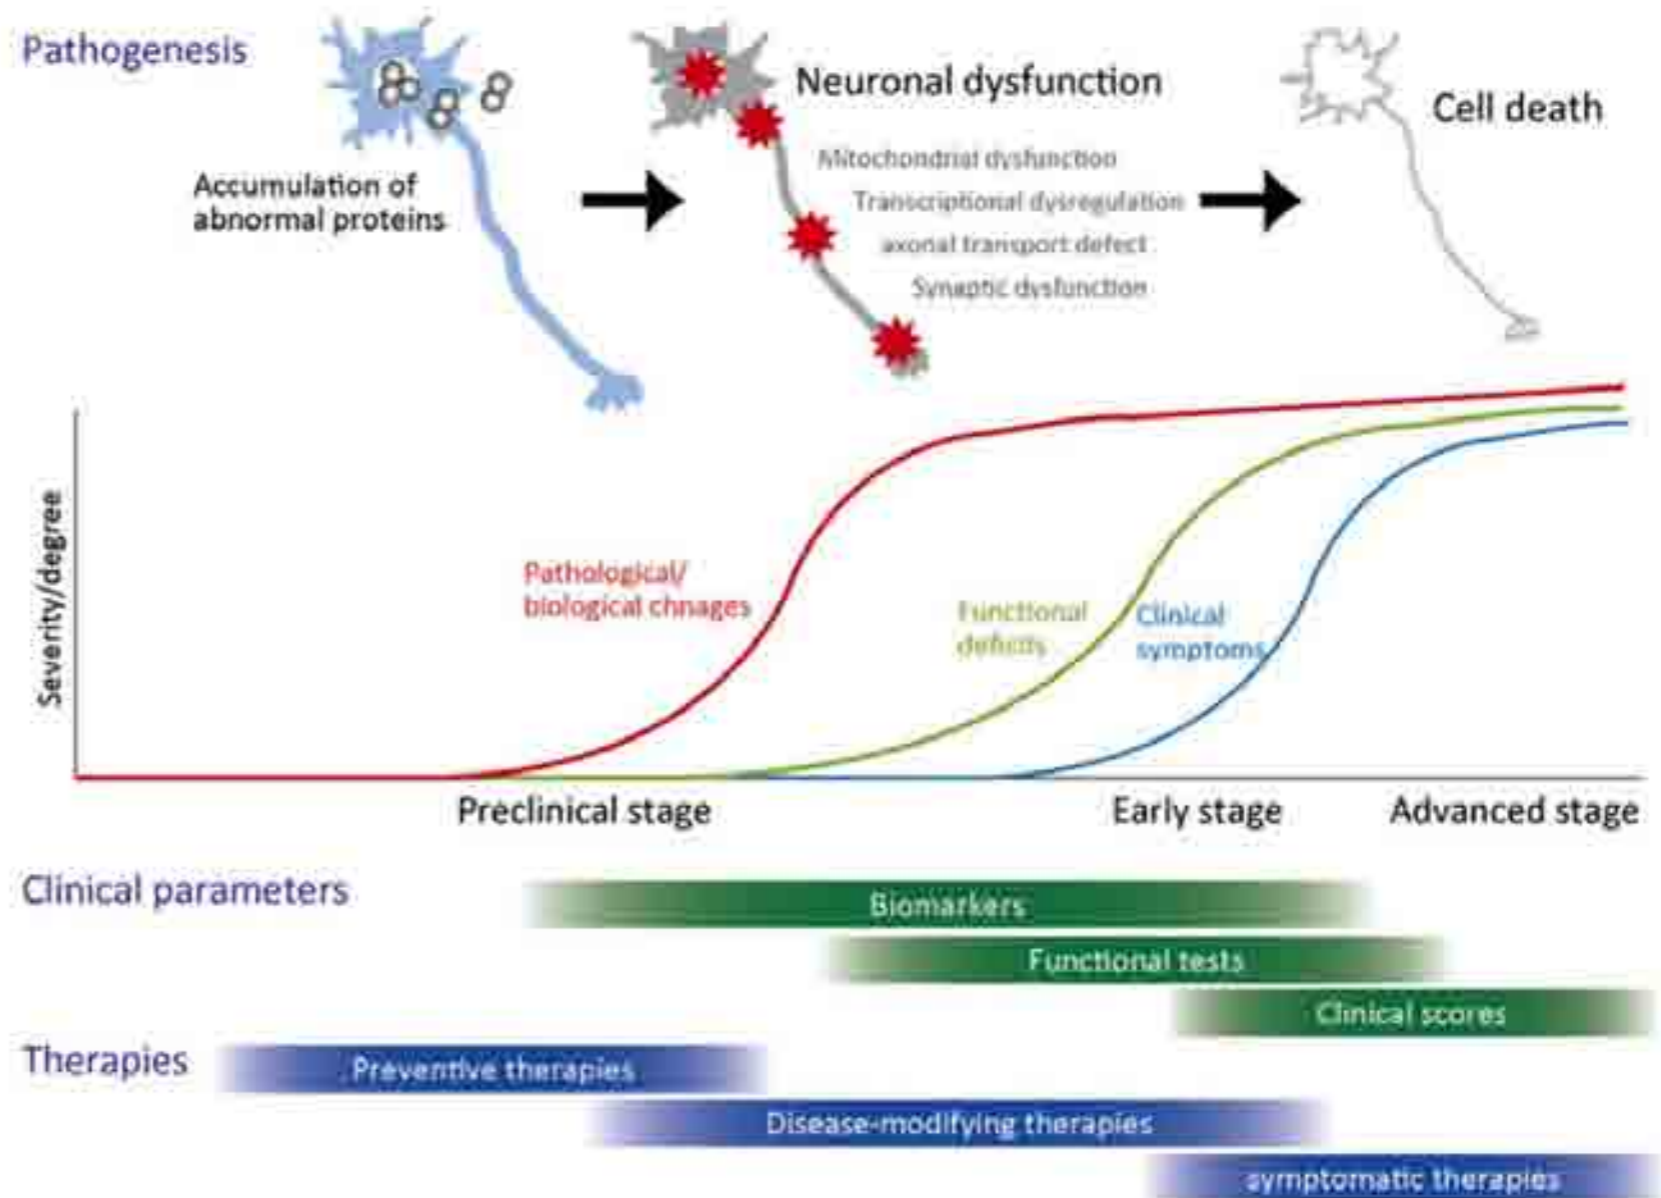 Pathogenesis
Accumulation of
abnormal proteins
Neuronal dysfunction
Mitochondrial dysfunction
Transcriptional dysregulation
axonal transport defect
Synaptic dysfunction
Cell death
Severity/degree
Pathological/
biological chnages
Functional
deficits
Clinical
symptoms
Preclinical stage
Early stage
Advanced stage
Clinical parameters
Biomarkers
Functional tests
Clinical scores
Therapies
Preventive therapies
Disease-modifying therapies
symptomatic therapies